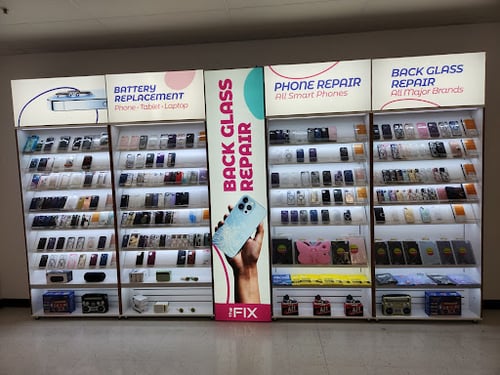 BATTERY
REPLACEMENT
Phone - Tablet - Laptop
BACK GLASS
REPAIR
the FIX
PHONE REPAIR
All Smart Phones
BACK GLASS
REPAIR
All Major Brands